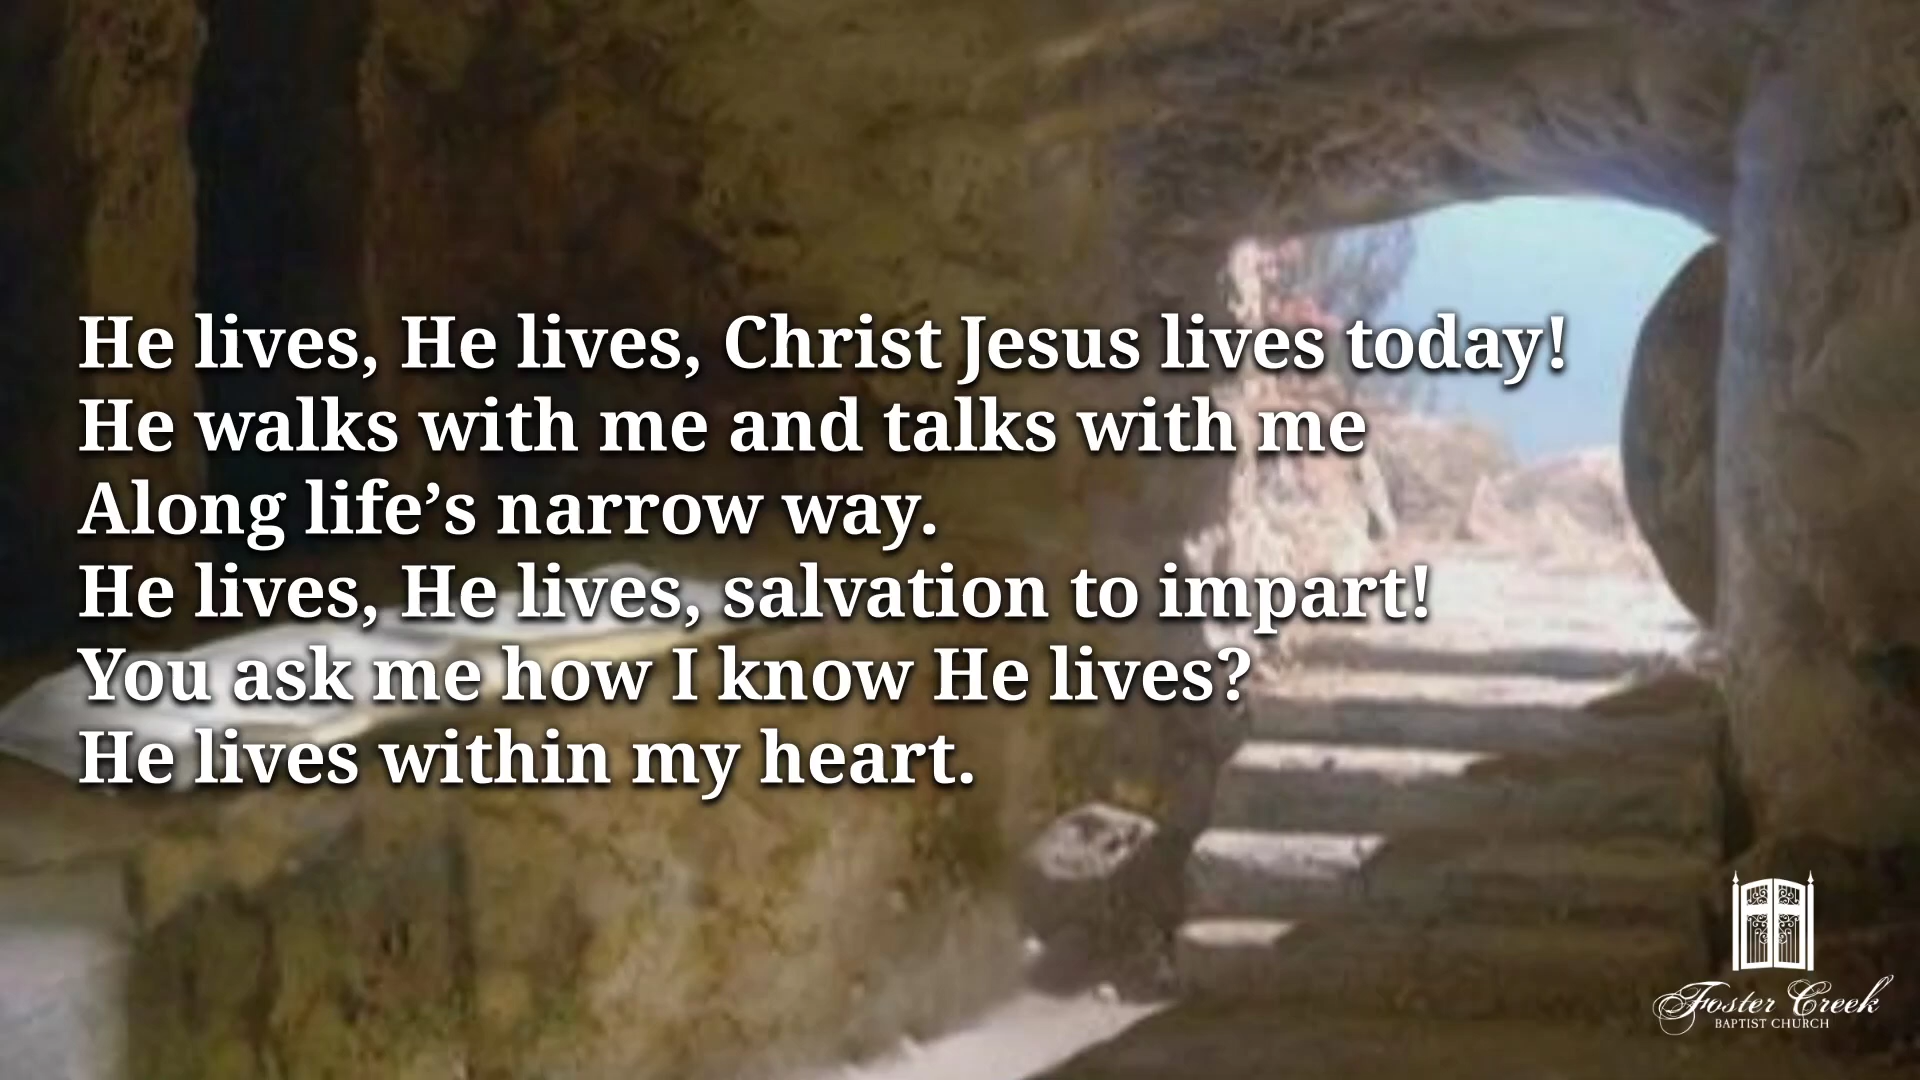 He lives, He lives, Christ Jesus lives today!
He walks with me and talks with me
Along life’s narrow way.
He lives, He lives, salvation to impart!
You ask me how I know He lives?
He lives within my heart.
Foster Creek
BAPTIST CHURCH